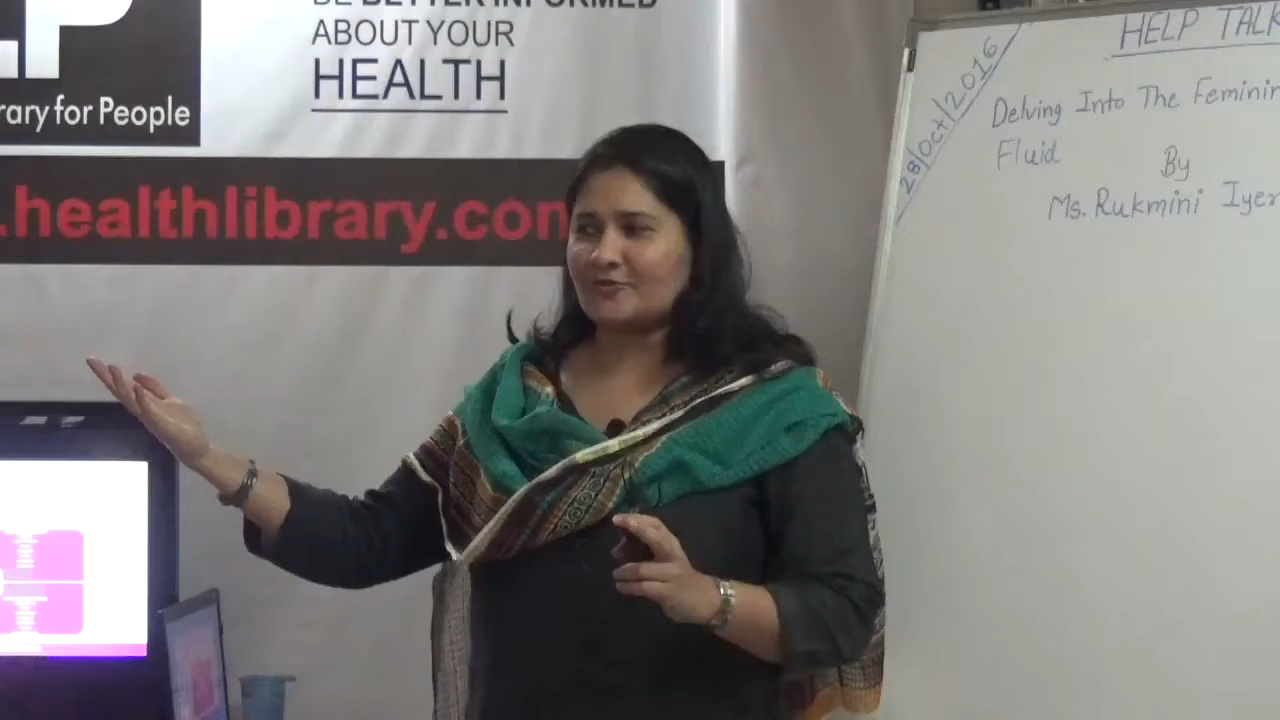 BE BETTER INFORMED
ABOUT YOUR
HEALTH
rary for People
.healthlibrary.com
28/Oct/2016
HELP TALK
Delving Into The Feminin
Fluid
By
Ms. Rukmini Iyer